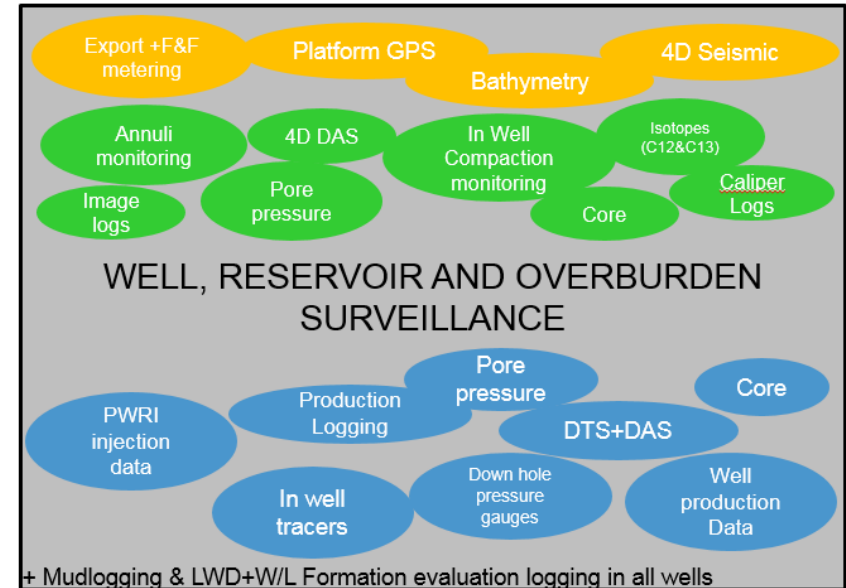 Export +F&F
metering
Platform GPS
Bathymetry
4D Seismic
Annuli
monitoring
4D DAS
In Well
Compaction
monitoring
Isotopes
(C12&C13)
Image
logs
Pore
pressure
Core
Caliper
Logs
WELL, RESERVOIR AND OVERBURDEN
SURVEILLANCE
PWRI
injection
data
Production
Logging
Pore
pressure
DTS+DAS
Core
In well
tracers
Down hole
pressure
gauges
Well
production
Data
+ Mudlogging & LWD+W/L Formation evaluation logging in all wells